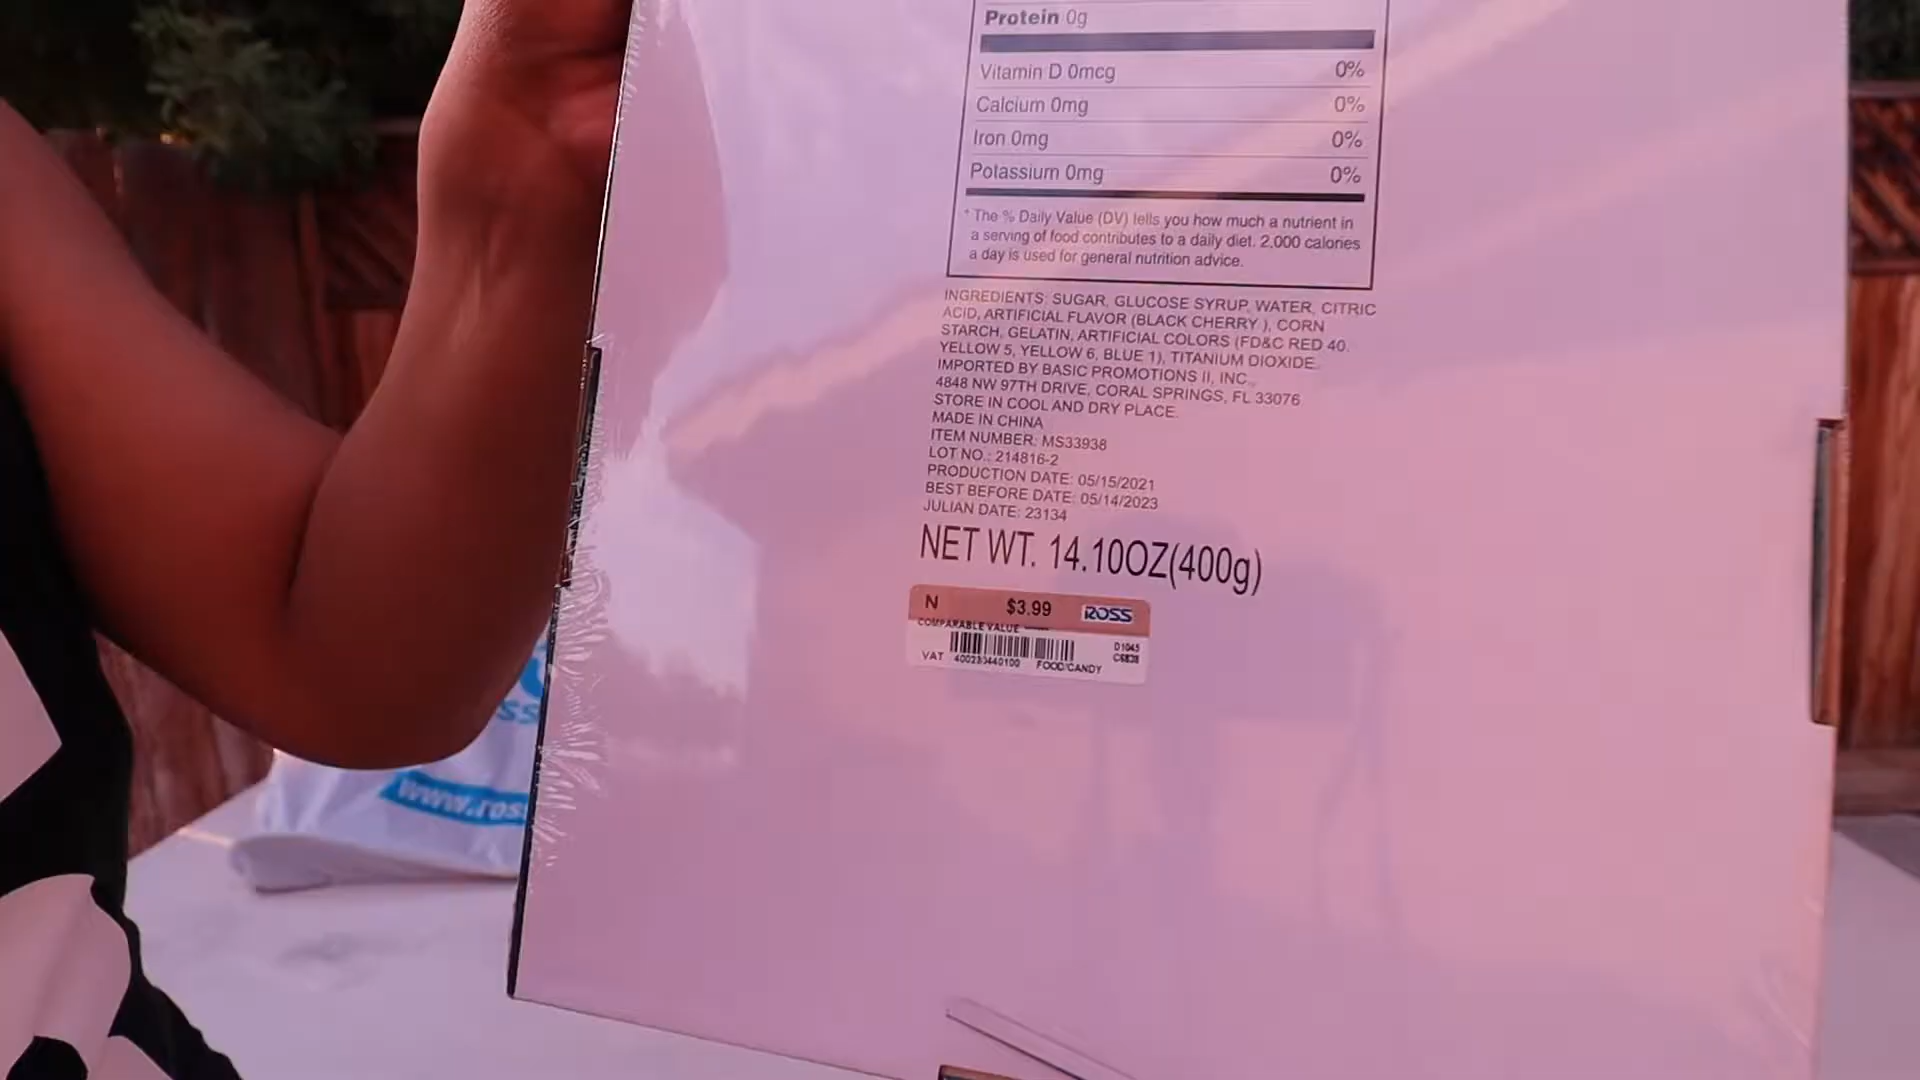 Protein 0g
Vitamin D 0mcg 0%
Calcium 0mg 0%
Iron 0mg 0%
Potassium 0mg 0%
* The % Daily Value (DV) tells you how much a nutrient in
a serving of food contributes to a daily diet. 2,000 calories
a day is used for general nutrition advice.
INGREDIENTS: SUGAR, GLUCOSE SYRUP, WATER, CITRIC
ACID, ARTIFICIAL FLAVOR (BLACK CHERRY ), CORN
STARCH, GELATIN, ARTIFICIAL COLORS (FD&C RED 40,
YELLOW 5, YELLOW 6, BLUE 1), TITANIUM DIOXIDE.
IMPORTED BY BASIC PROMOTIONS II, INC.,
4848 NW 97TH DRIVE, CORAL SPRINGS, FL 33076
STORE IN COOL AND DRY PLACE.
MADE IN CHINA
ITEM NUMBER: MS33938
LOT NO.: 214816-2
PRODUCTION DATE: 05/15/2021
BEST BEFORE DATE: 05/14/2023
JULIAN DATE: 23134
NET WT. 14.10OZ(400g)
N $3.99 ROSS
COMPARABLE VALUE
D1045
C6838
VAT 400230440100 FOOD/CANDY
ss
www.ross